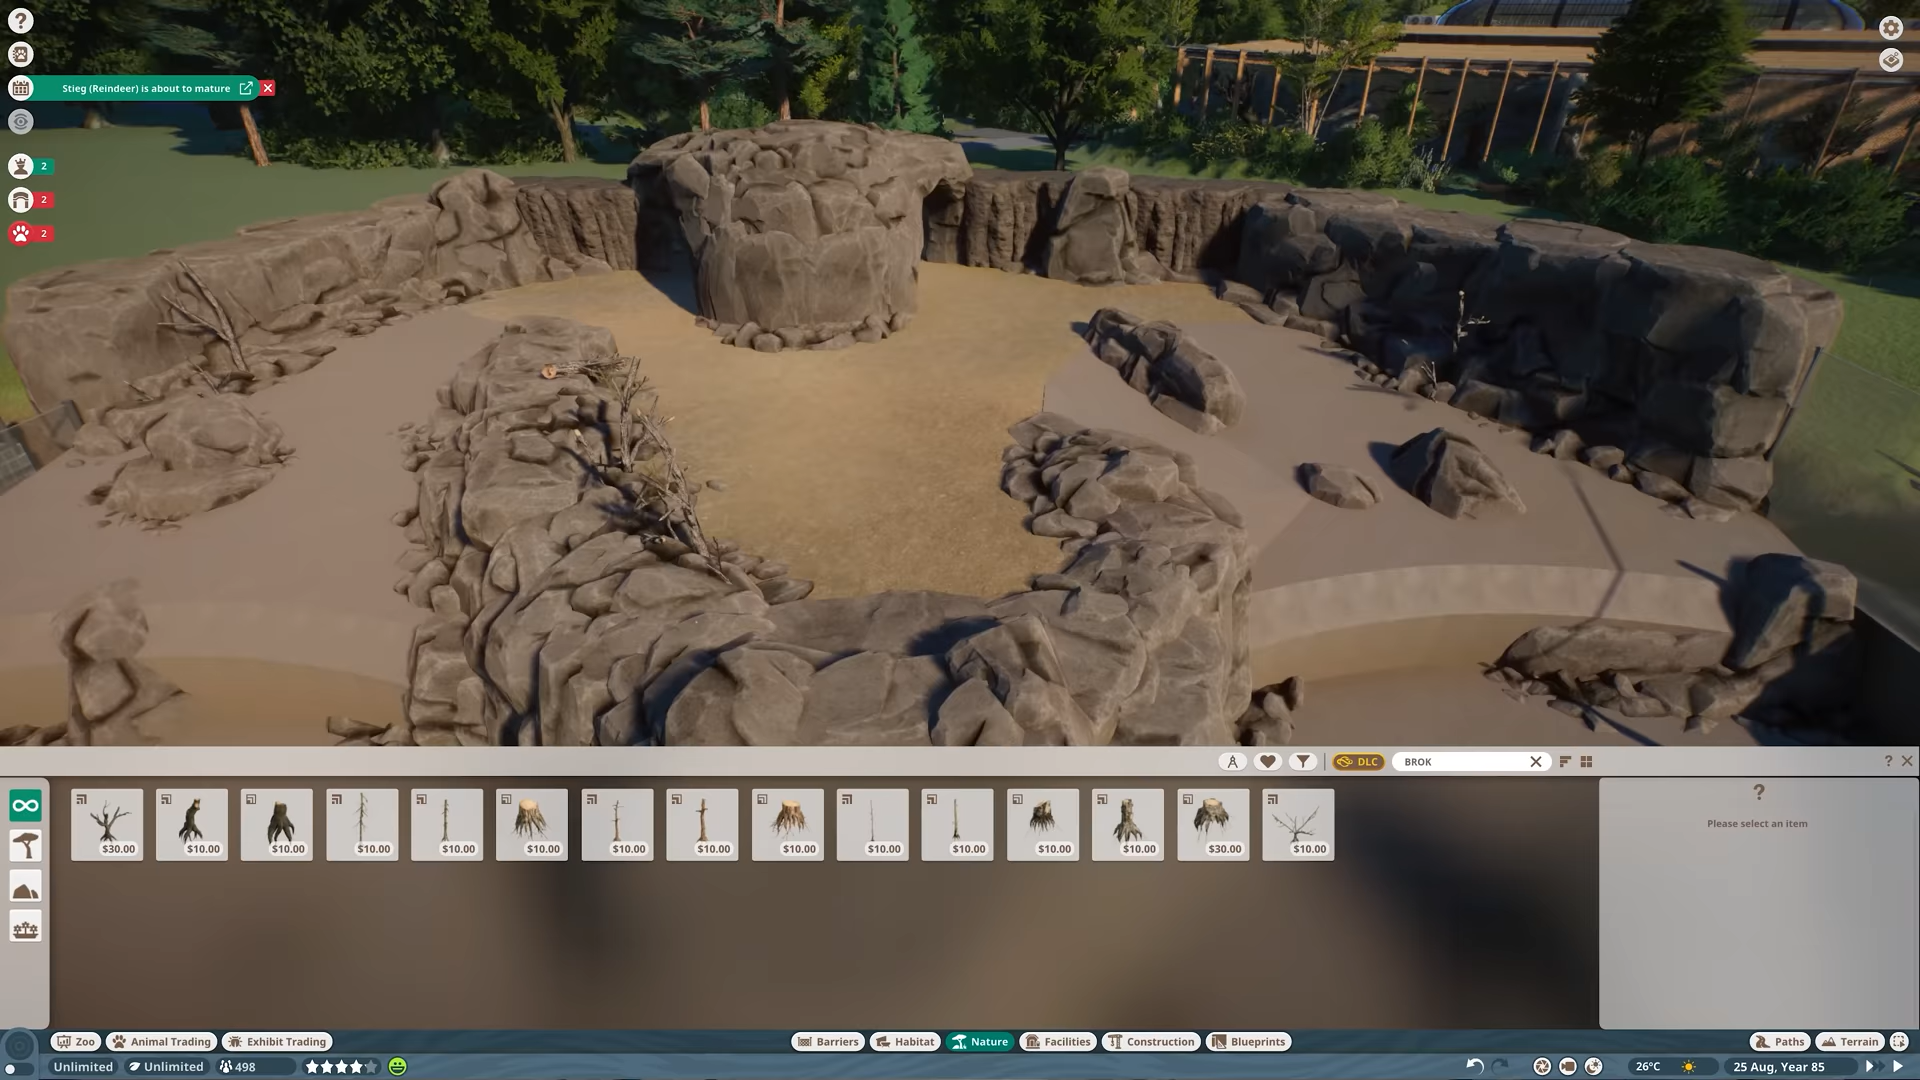 ?
Stieg (Reindeer) is about to mature
2
2
2
DLC
BROK
?
$30.00
$10.00
$10.00
$10.00
$10.00
$10.00
$10.00
$10.00
$10.00
$10.00
$10.00
$10.00
$10.00
$30.00
$10.00
?
Please select an item
Zoo
Animal Trading
Exhibit Trading
Barriers
Habitat
Nature
Facilities
Construction
Blueprints
Paths
Terrain
Unlimited
Unlimited
498
26°C
25 Aug, Year 85